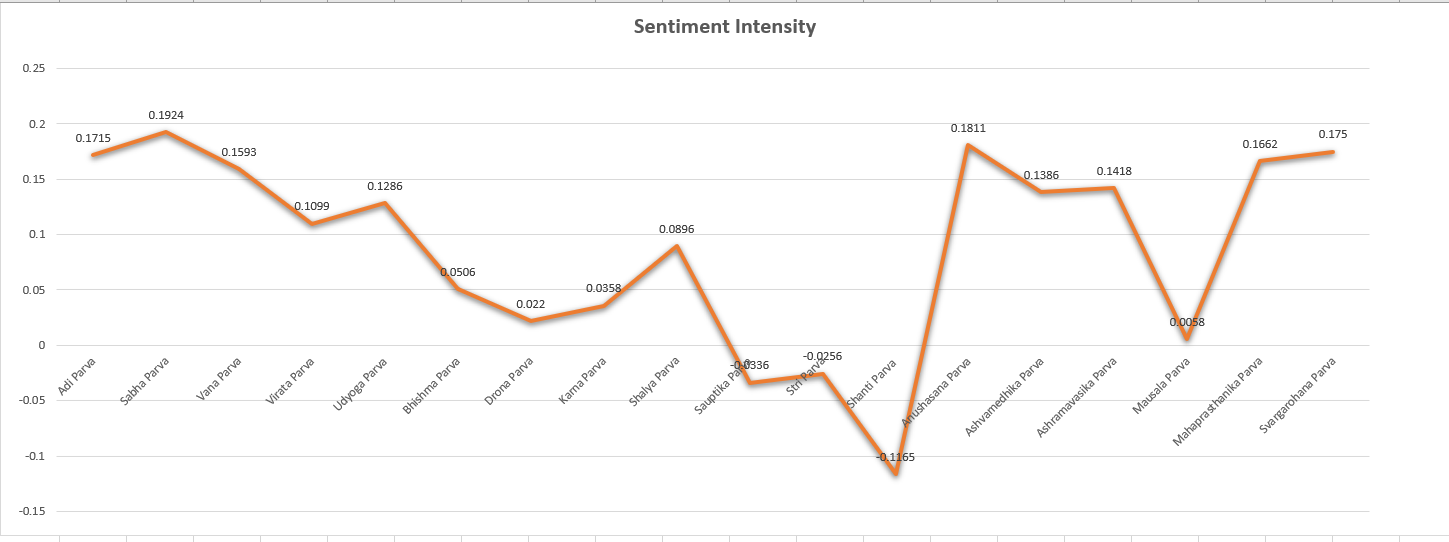 Sentiment Intensity
0.25
0.2
0.15
0.1
0.05
0
-0.05
-0.1
-0.15
0.1715
0.1924
0.1593
0.1099
0.1286
0.0506
0.022
0.0358
0.0896
-0.0336
-0.0256
-0.1165
0.1811
0.1386
0.1418
0.0058
0.1662
0.175
Adi Parva
Sabha Parva
Vana Parva
Virata Parva
Udyoga Parva
Bhishma Parva
Drona Parva
Karna Parva
Shalya Parva
Sauptika Parva
Stri Parva
Shanti Parva
Anushasana Parva
Ashvamedhika Parva
Ashramavasika Parva
Mausala Parva
Mahaprasthanika Parva
Svargarohana Parva